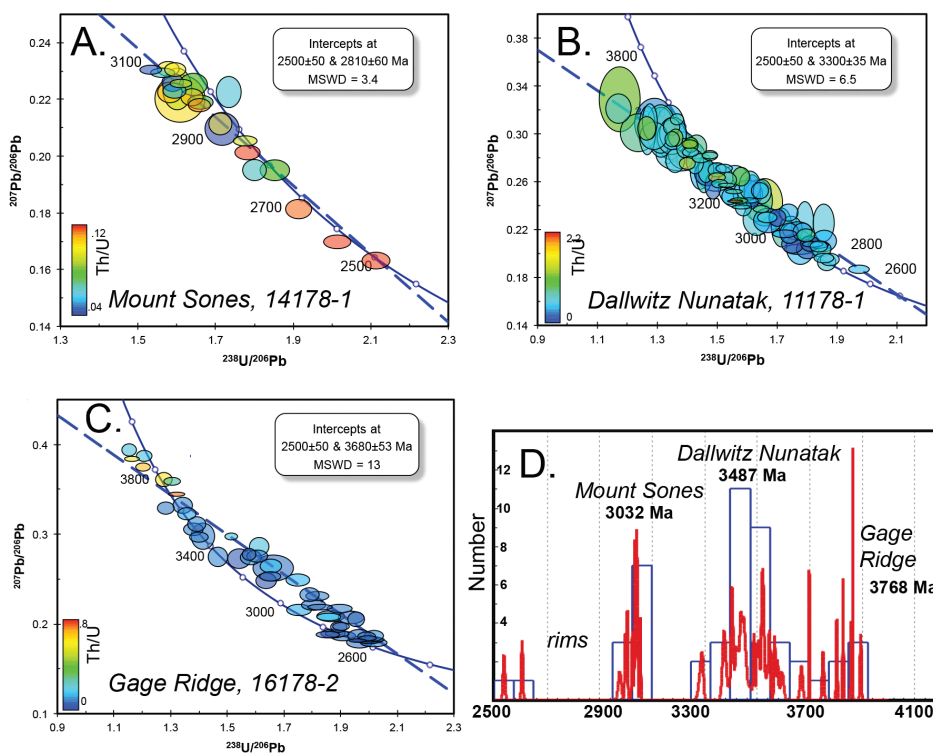 A.
Intercepts at
2500±50 & 2810±60 Ma
MSWD = 3.4
0.24
0.22
0.20
0.18
0.16
0.14
²⁰⁷Pb/²⁰⁶Pb
3100
2900
2700
2500
.12
Th/U
.04
Mount Sones, 14178-1
1.3 1.5 1.7 1.9 2.1 2.3
²³⁸U/²⁰⁶Pb
B.
Intercepts at
2500±50 & 3300±35 Ma
MSWD = 6.5
0.38
0.34
0.30
0.26
0.22
0.18
0.14
²⁰⁷Pb/²⁰⁶Pb
3800
3200
3000
2800
2600
2.2
Th/U
0
Dallwitz Nunatak, 11178-1
0.9 1.1 1.3 1.5 1.7 1.9 2.1
²³⁸U/²⁰⁶Pb
C.
Intercepts at
2500±50 & 3680±53 Ma
MSWD = 13
0.4
0.3
0.2
0.1
²⁰⁷Pb/²⁰⁶Pb
3800
3400
3000
2600
.8
Th/U
0
Gage Ridge, 16178-2
0.9 1.1 1.3 1.5 1.7 1.9 2.1 2.3
²³⁸U/²⁰⁶Pb
D.
Dallwitz Nunatak
3487 Ma
Mount Sones
3032 Ma
Gage
Ridge
3768 Ma
rims
Number
12
10
8
6
4
2500 2900 3300 3700 4100